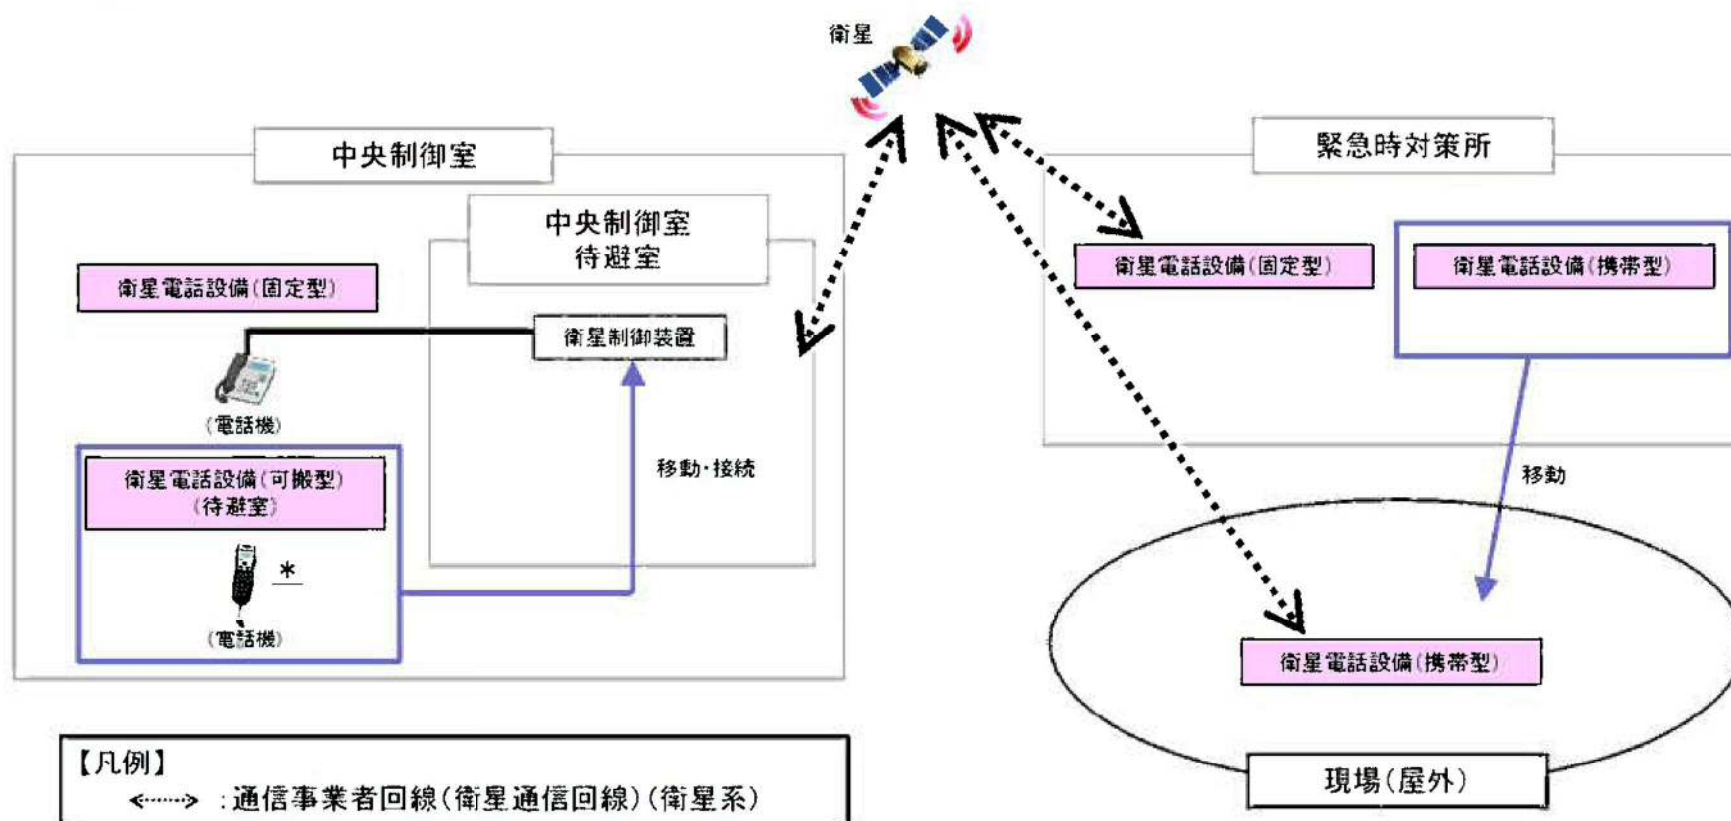 衛星
中央制御室
緊急時対策所
中央制御室
待避室
衛星電話設備(固定型)
衛星制御装置
(電話機)
衛星電話設備(可搬型)
(待避室)
*
(電話機)
移動・接続
衛星電話設備(固定型)
衛星電話設備(携帯型)
移動
衛星電話設備(携帯型)
現場(屋外)
【凡例】
:通信事業者回線(衛星通信回線)(衛星系)